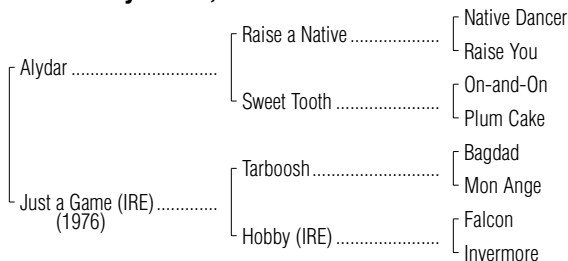 Native Dancer
Raise a Native ....................
Raise You
Alydar ................................
On-and-On
Sweet Tooth .......................
Plum Cake
Bagdad
Tarboosh ............................
Mon Ange
Just a Game (IRE) .............
(1976)
Falcon
Hobby (IRE) .......................
Invermore